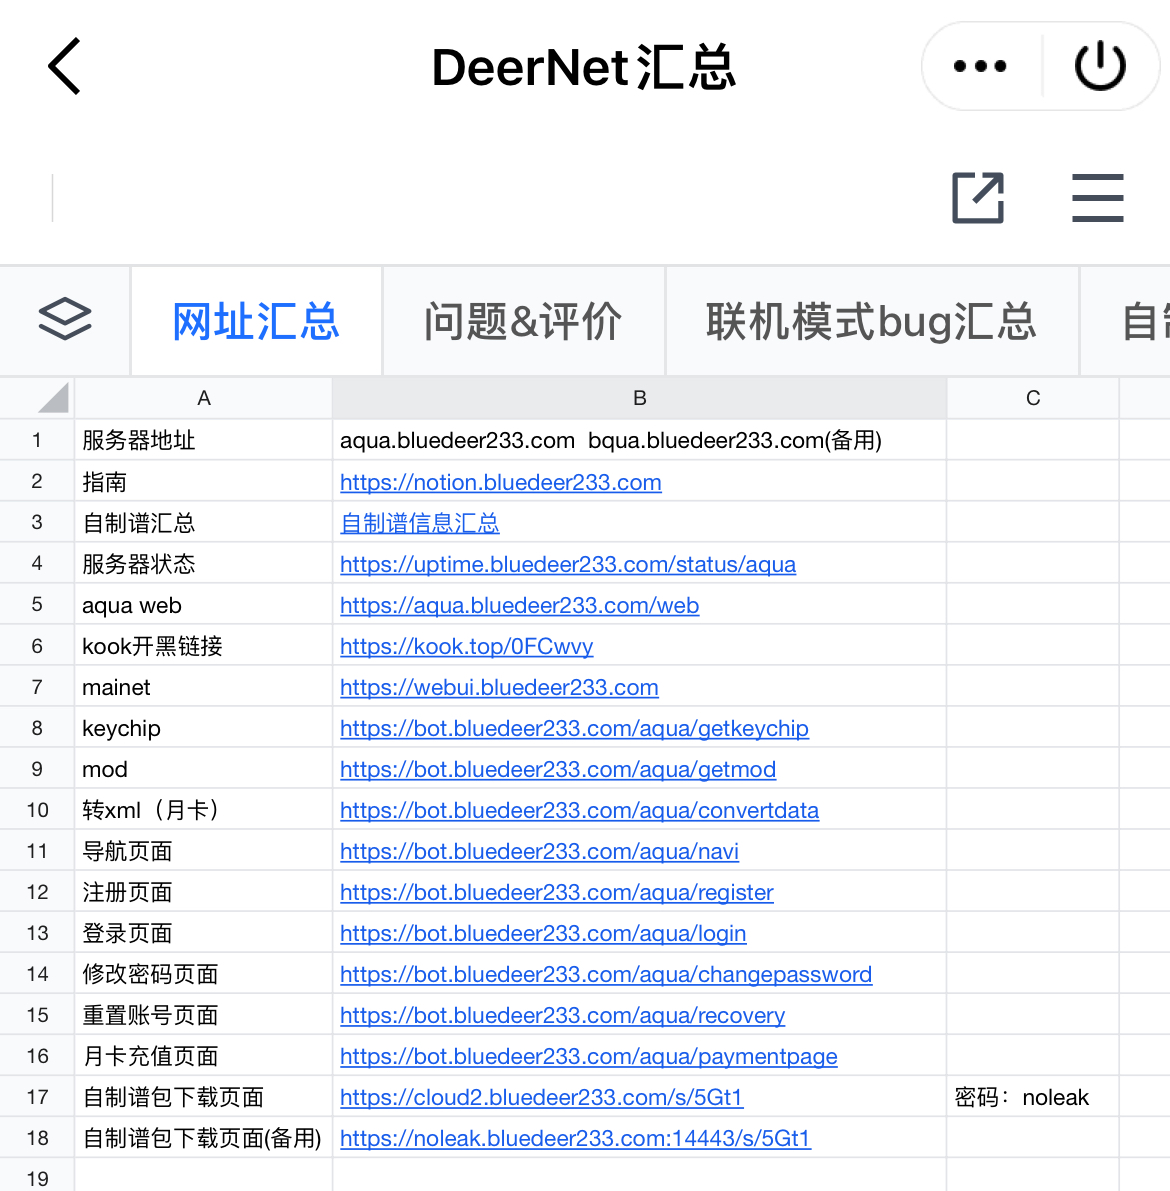 DeerNet汇总
网址汇总 问题&评价 联机模式bug汇总 自制
A B C
1 服务器地址 aqua.bluedeer233.com bqua.bluedeer233.com(备用)
2 指南 https://notion.bluedeer233.com
3 自制谱汇总 自制谱信息汇总
4 服务器状态 https://uptime.bluedeer233.com/status/aqua
5 aqua web https://aqua.bluedeer233.com/web
6 kook开黑链接 https://kook.top/0FCwvy
7 mainet https://webui.bluedeer233.com
8 keychip https://bot.bluedeer233.com/aqua/getkeychip
9 mod https://bot.bluedeer233.com/aqua/getmod
10 转xml（月卡） https://bot.bluedeer233.com/aqua/convertdata
11 导航页面 https://bot.bluedeer233.com/aqua/navi
12 注册页面 https://bot.bluedeer233.com/aqua/register
13 登录页面 https://bot.bluedeer233.com/aqua/login
14 修改密码页面 https://bot.bluedeer233.com/aqua/changepassword
15 重置账号页面 https://bot.bluedeer233.com/aqua/recovery
16 月卡充值页面 https://bot.bluedeer233.com/aqua/paymentpage
17 自制谱包下载页面 https://cloud2.bluedeer233.com/s/5Gt1 密码：noleak
18 自制谱包下载页面(备用) https://noleak.bluedeer233.com:14443/s/5Gt1
19